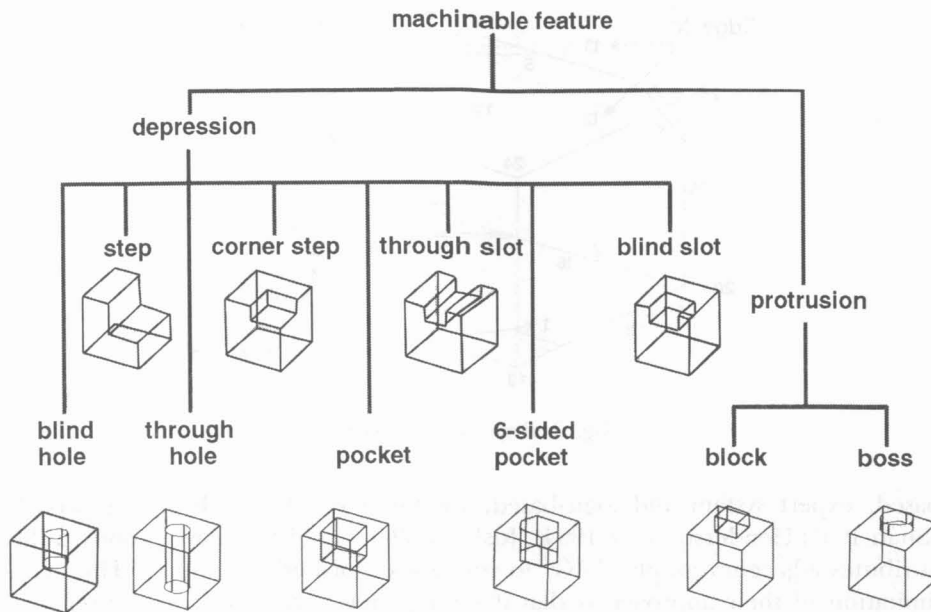 machinable feature
depression
step
corner step
through slot
blind slot
protrusion
blind
hole
through
hole
pocket
6-sided
pocket
block
boss